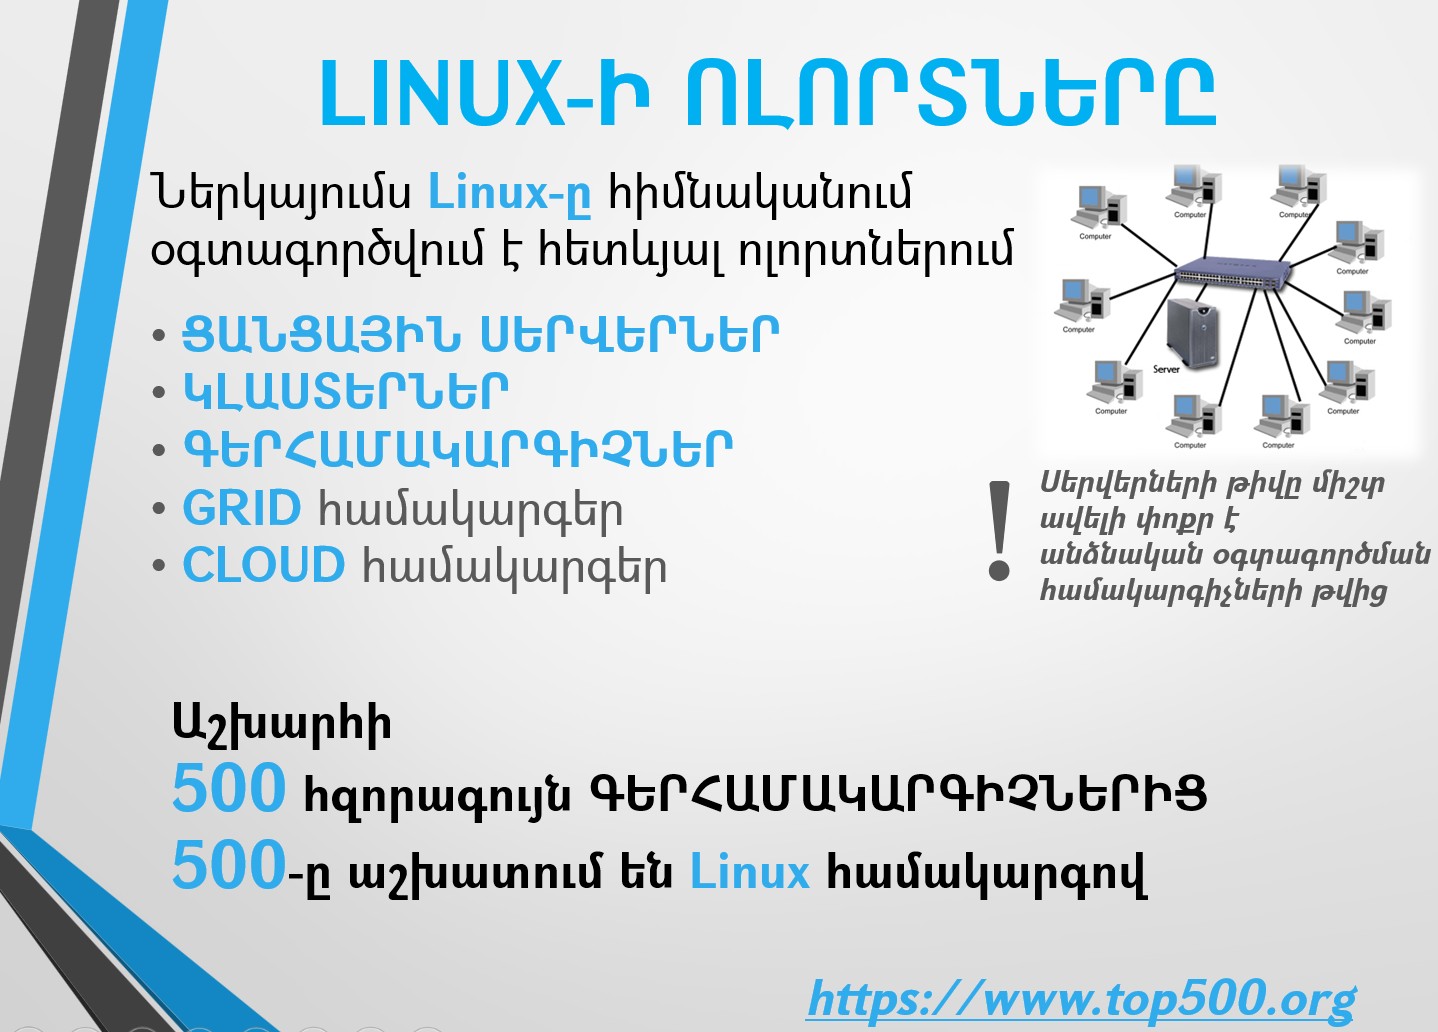 LINUX-Ի ՈԼՈՐՏՆԵՐԸ
Ներկայումս Linux-ը հիմնականում
օգտագործվում է հետևյալ ոլորտներում
• ՑԱՆՑԱՅԻՆ ՍԵՐՎԵՐՆԵՐ
• ԿԼԱՍՏԵՐՆԵՐ
• ԳԵՐՀԱՄԱԿԱՐԳԻՉՆԵՐ
• GRID համակարգեր
• CLOUD համակարգեր
Computer
Computer
Computer
Computer
Computer
Computer
Server
Computer
Computer
Computer
Computer
! Սերվերների թիվը միշտ
ավելի փոքր է
անձնական օգտագործման
համակարգիչների թվից
Աշխարհի
500 հզորագույն ԳԵՐՀԱՄԱԿԱՐԳԻՉՆԵՐԻՑ
500-ը աշխատում են Linux համակարգով
https://www.top500.org